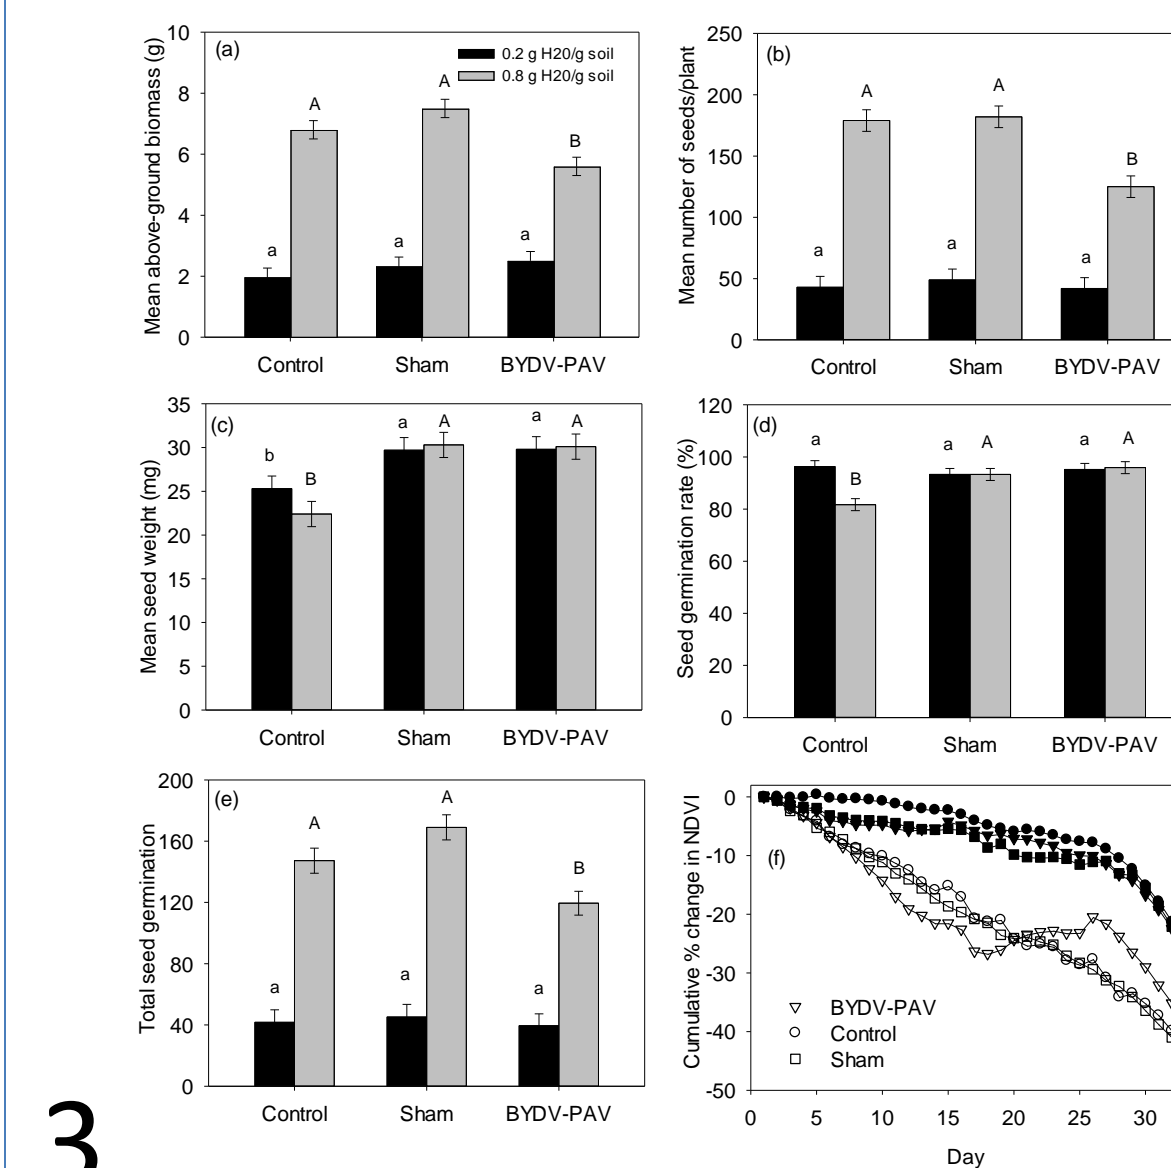 (a)
0.2 g H20/g soil
0.8 g H20/g soil
Mean above-ground biomass (g)
10
8
6
4
2
0
a A
a A
a B
Control Sham BYDV-PAV
(b)
Mean number of seeds/plant
250
200
150
100
50
0
a A
a A
a B
Control Sham BYDV-PAV
(c)
Mean seed weight (mg)
35
30
25
20
15
10
5
0
b B
a A
a A
Control Sham BYDV-PAV
(d)
Seed germination rate (%)
120
100
80
60
40
20
0
a B
a A
a A
Control Sham BYDV-PAV
(e)
Total seed germination
200
160
120
80
40
0
a A
a A
a B
Control Sham BYDV-PAV
(f)
Cumulative % change in NDVI
0
-10
-20
-30
-40
-50
BYDV-PAV
Control
Sham
0 5 10 15 20 25 30
Day
3